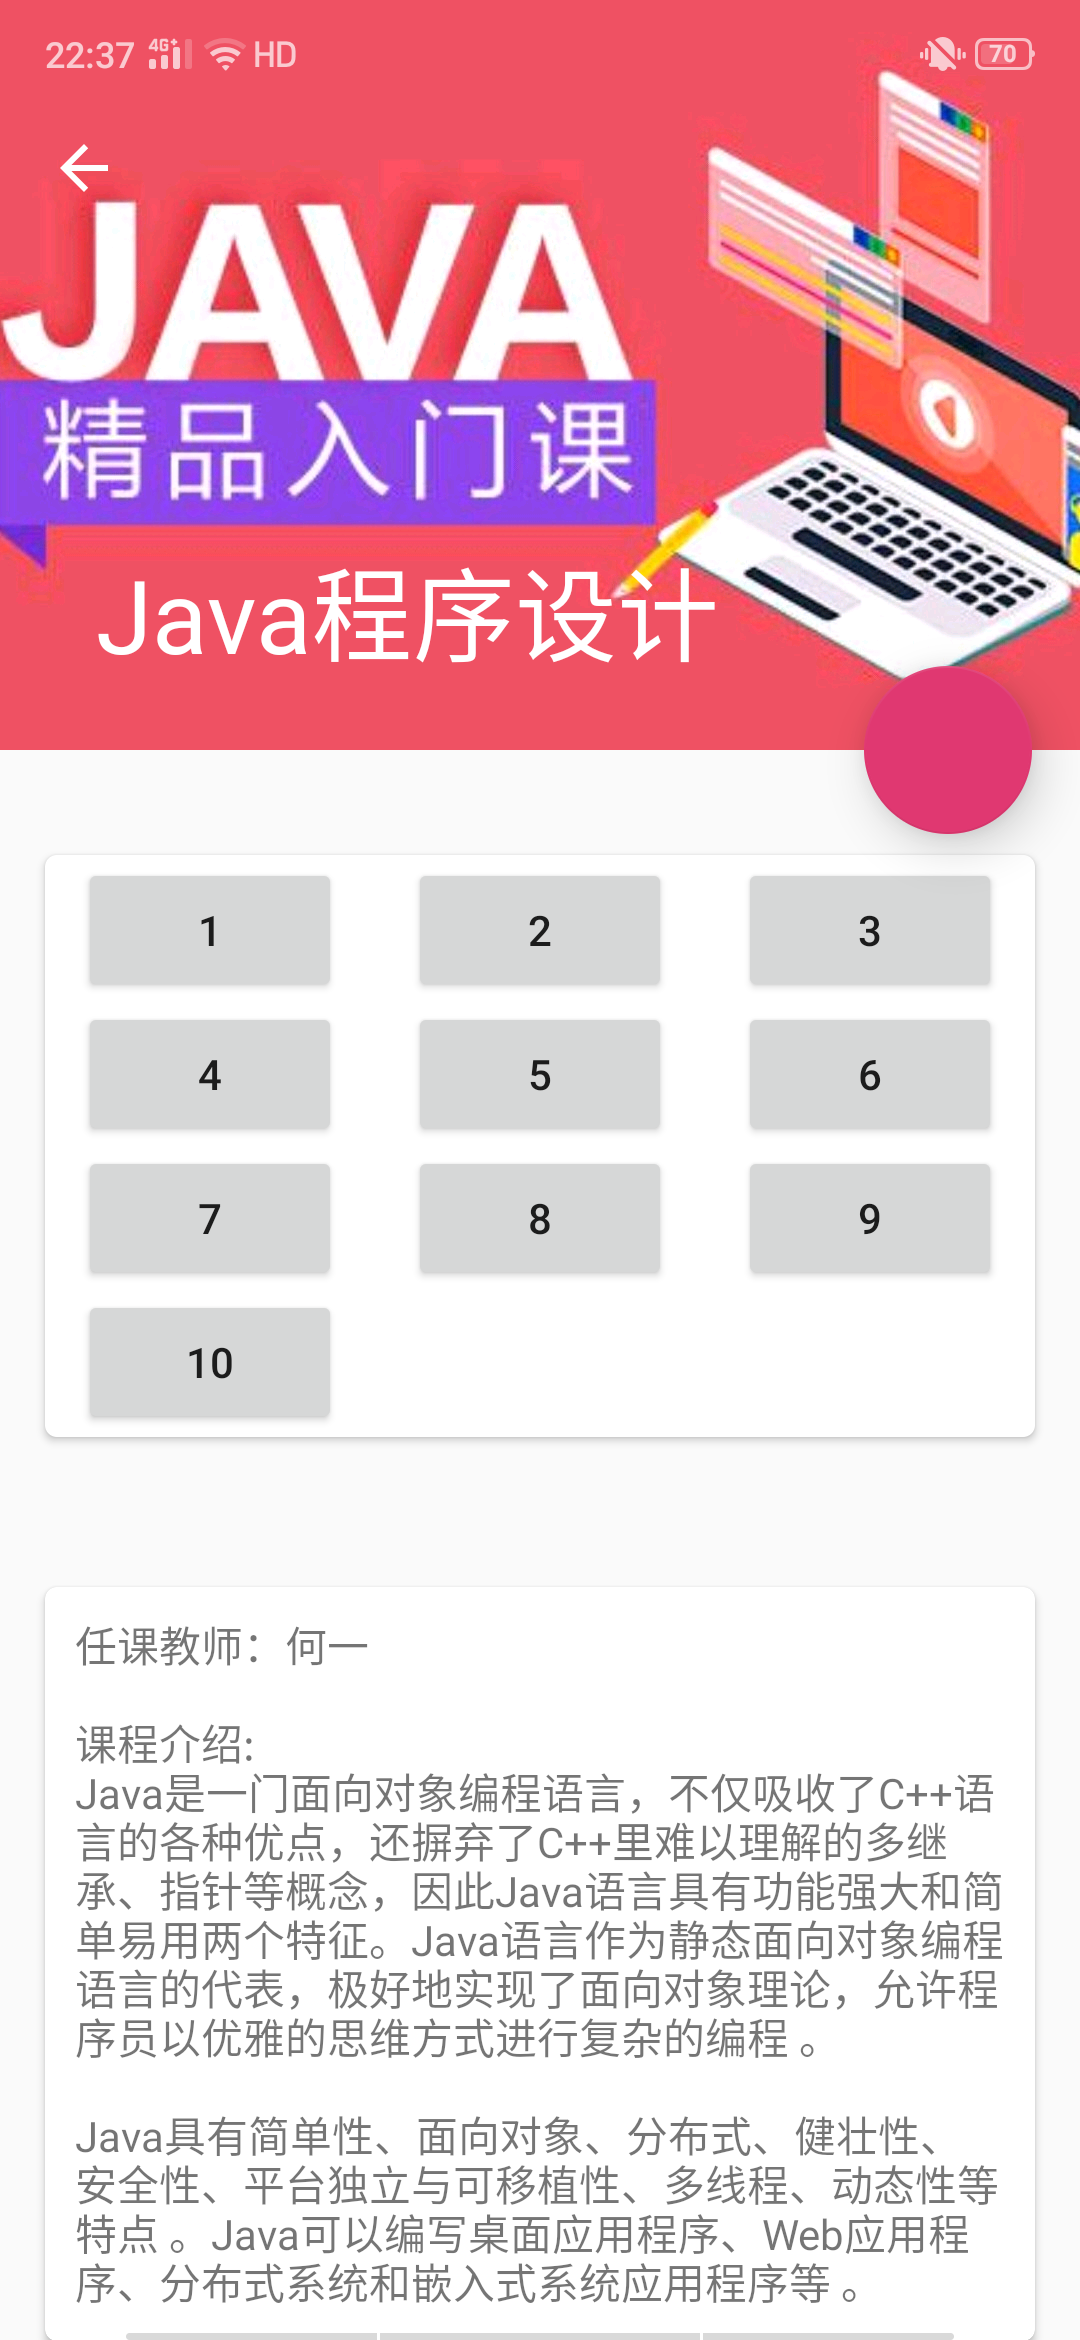 22:37 4G+ HD 70
JAVA
精品入门课
Java程序设计
1 2 3
4 5 6
7 8 9
10
任课教师：何一
课程介绍:
Java是一门面向对象编程语言，不仅吸收了C++语
言的各种优点，还摒弃了C++里难以理解的多继
承、指针等概念，因此Java语言具有功能强大和简
单易用两个特征。Java语言作为静态面向对象编程
语言的代表，极好地实现了面向对象理论，允许程
序员以优雅的思维方式进行复杂的编程 。
Java具有简单性、面向对象、分布式、健壮性、
安全性、平台独立与可移植性、多线程、动态性等
特点 。Java可以编写桌面应用程序、Web应用程
序、分布式系统和嵌入式系统应用程序等 。